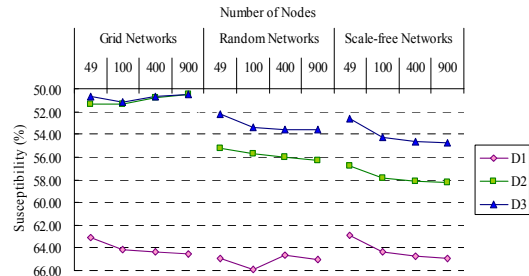 Number of Nodes
Grid Networks Random Networks Scale-free Networks
49 100 400 900 49 100 400 900 49 100 400 900
Susceptibility (%)
50.00
52.00
54.00
56.00
58.00
60.00
62.00
64.00
66.00
D1
D2
D3